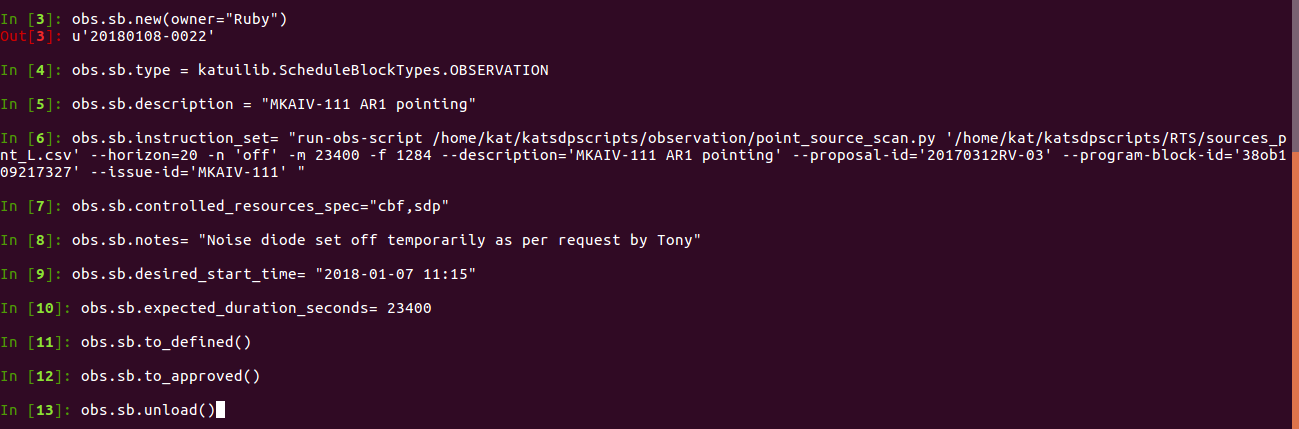 In [3]: obs.sb.new(owner="Ruby")
Out[3]: u'20180108-0022'
In [4]: obs.sb.type = katuilib.ScheduleBlockTypes.OBSERVATION
In [5]: obs.sb.description = "MKAIV-111 AR1 pointing"
In [6]: obs.sb.instruction_set= "run-obs-script /home/kat/katsdpscripts/observation/point_source_scan.py '/home/kat/katsdpscripts/RTS/sources_p
nt_L.csv' --horizon=20 -n 'off' -m 23400 -f 1284 --description='MKAIV-111 AR1 pointing' --proposal-id='20170312RV-03' --program-block-id='38ob1
09217327' --issue-id='MKAIV-111' "
In [7]: obs.sb.controlled_resources_spec="cbf,sdp"
In [8]: obs.sb.notes= "Noise diode set off temporarily as per request by Tony"
In [9]: obs.sb.desired_start_time= "2018-01-07 11:15"
In [10]: obs.sb.expected_duration_seconds= 23400
In [11]: obs.sb.to_defined()
In [12]: obs.sb.to_approved()
In [13]: obs.sb.unload()